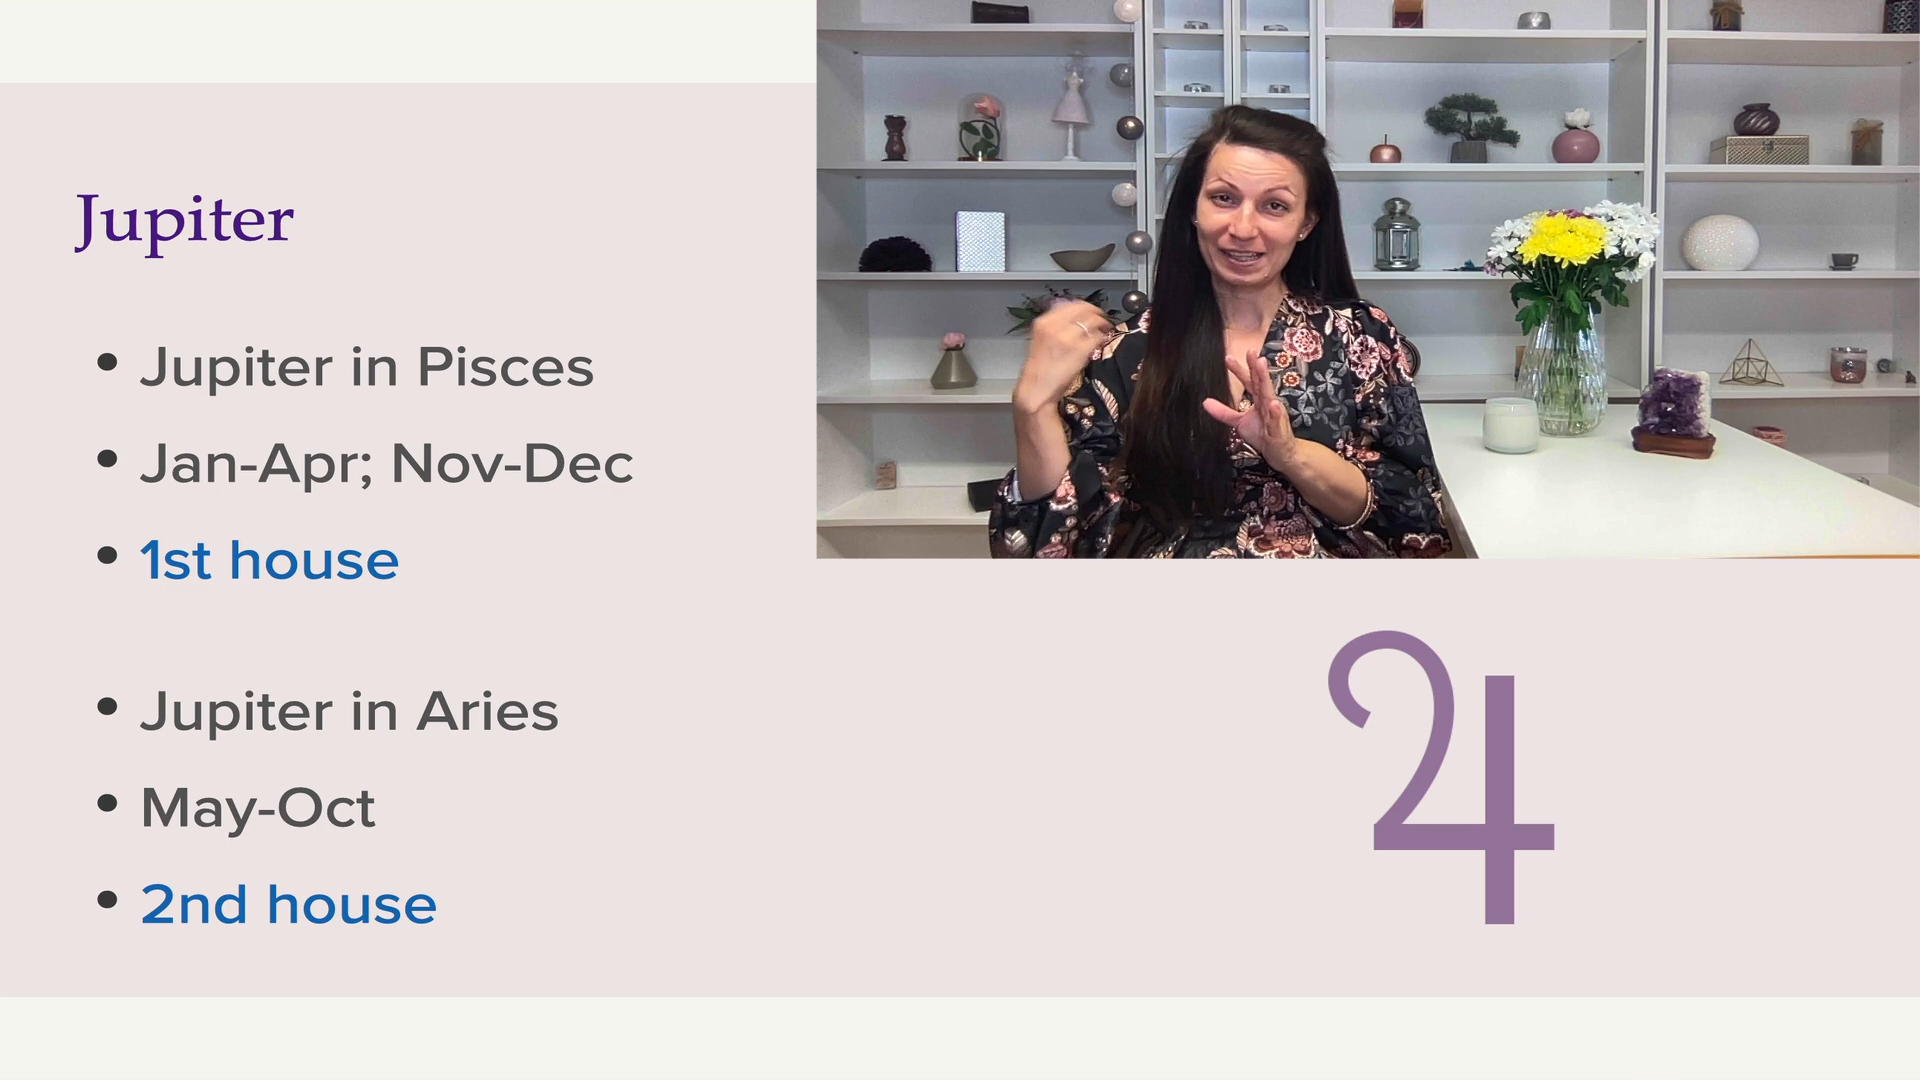 Jupiter
• Jupiter in Pisces
• Jan-Apr; Nov-Dec
• 1st house
• Jupiter in Aries
• May-Oct
• 2nd house